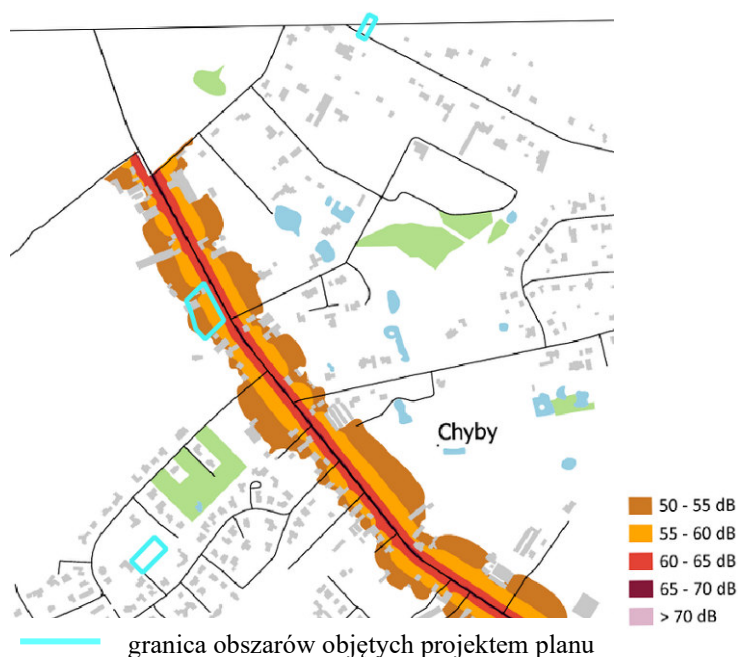 Chyby
50 - 55 dB
55 - 60 dB
60 - 65 dB
65 - 70 dB
> 70 dB
granica obszarów objętych projektem planu